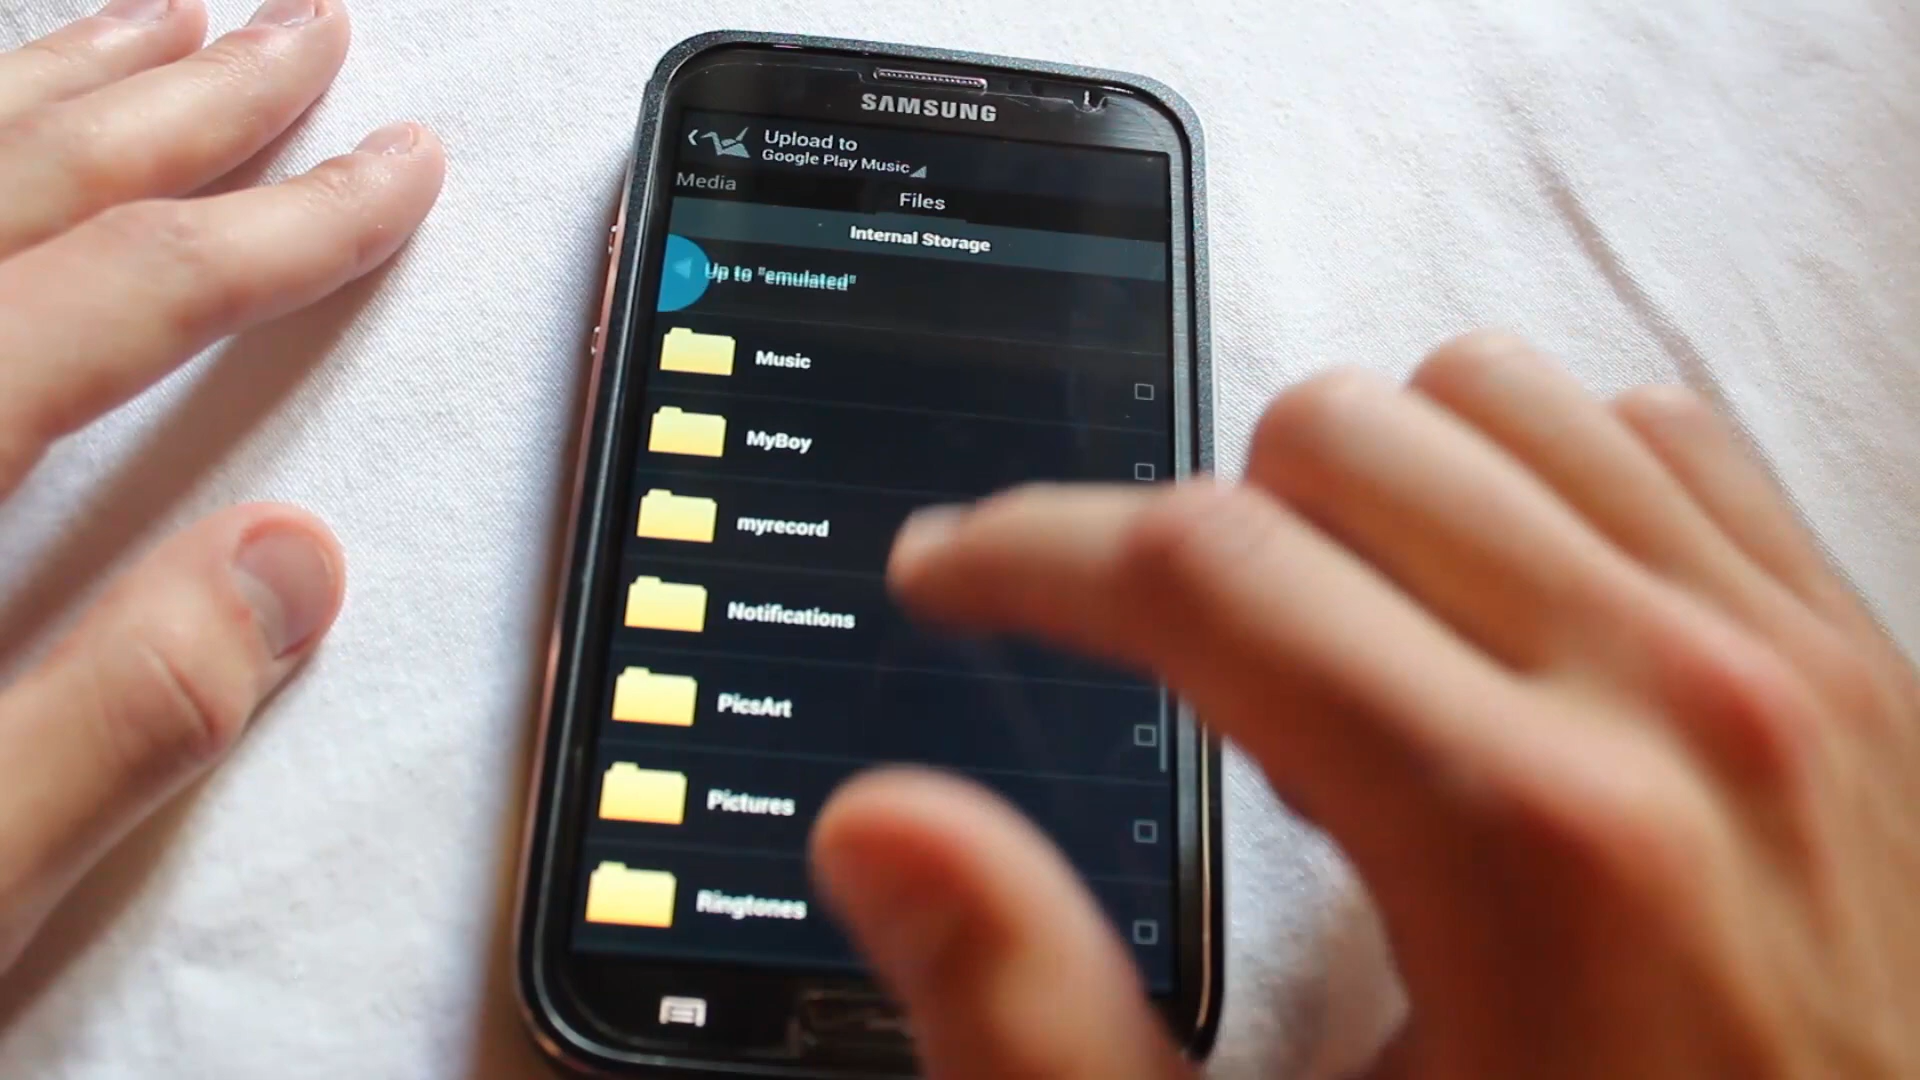 SAMSUNG
Upload to
Google Play Music
Media
Files
Internal Storage
Up to "emulated"
Music
MyBoy
myrecord
Notifications
PicsArt
Pictures
Ringtones